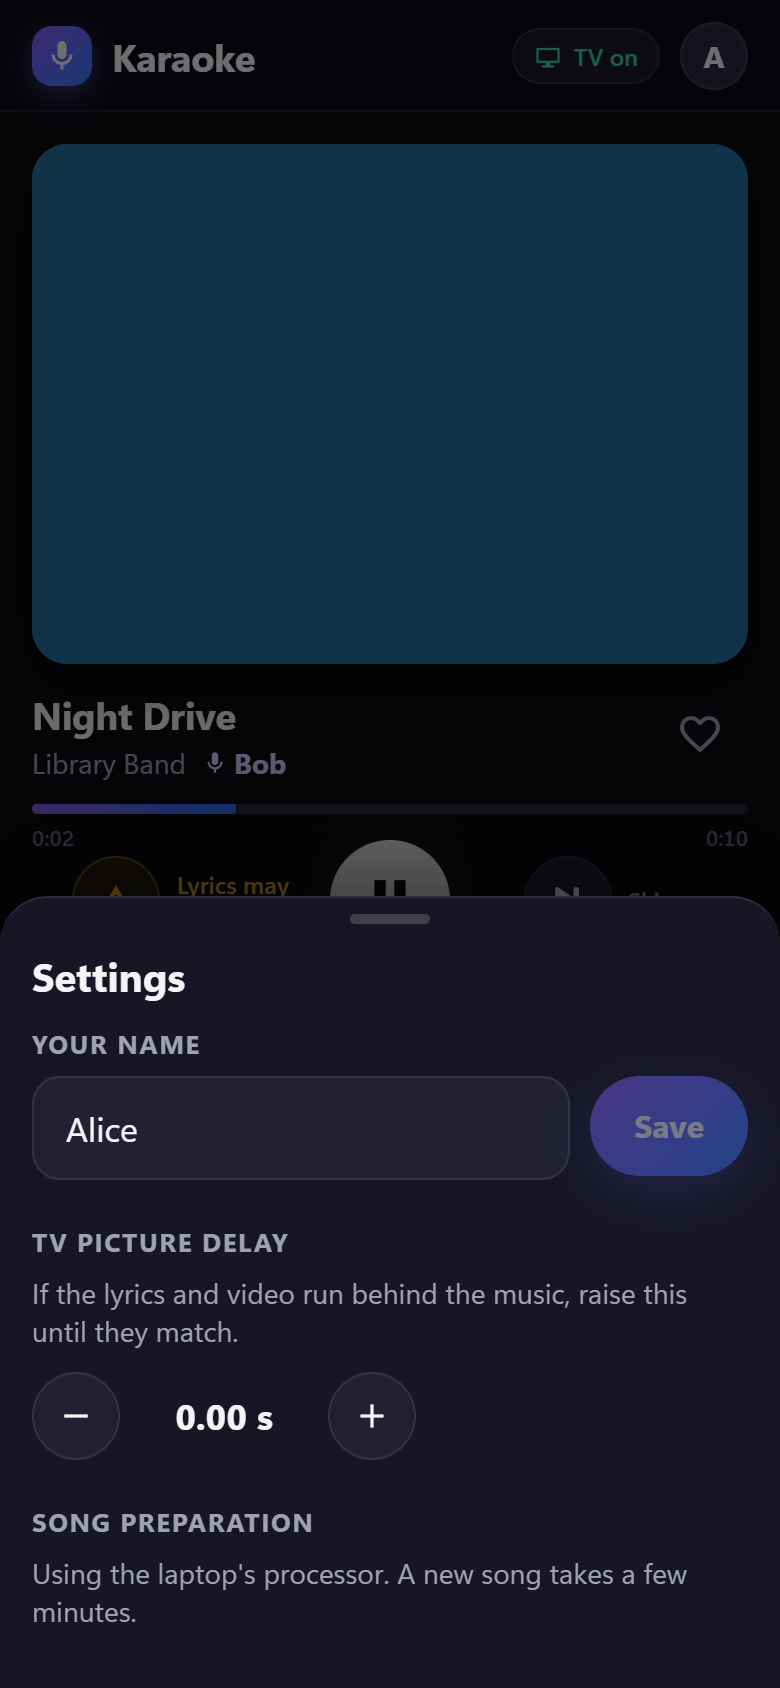 Karaoke
TV on
A
Night Drive
Library Band Bob
0:02
0:10
Lyrics may
Settings
YOUR NAME
Alice
Save
TV PICTURE DELAY
If the lyrics and video run behind the music, raise this
until they match.
0.00 s
SONG PREPARATION
Using the laptop's processor. A new song takes a few
minutes.